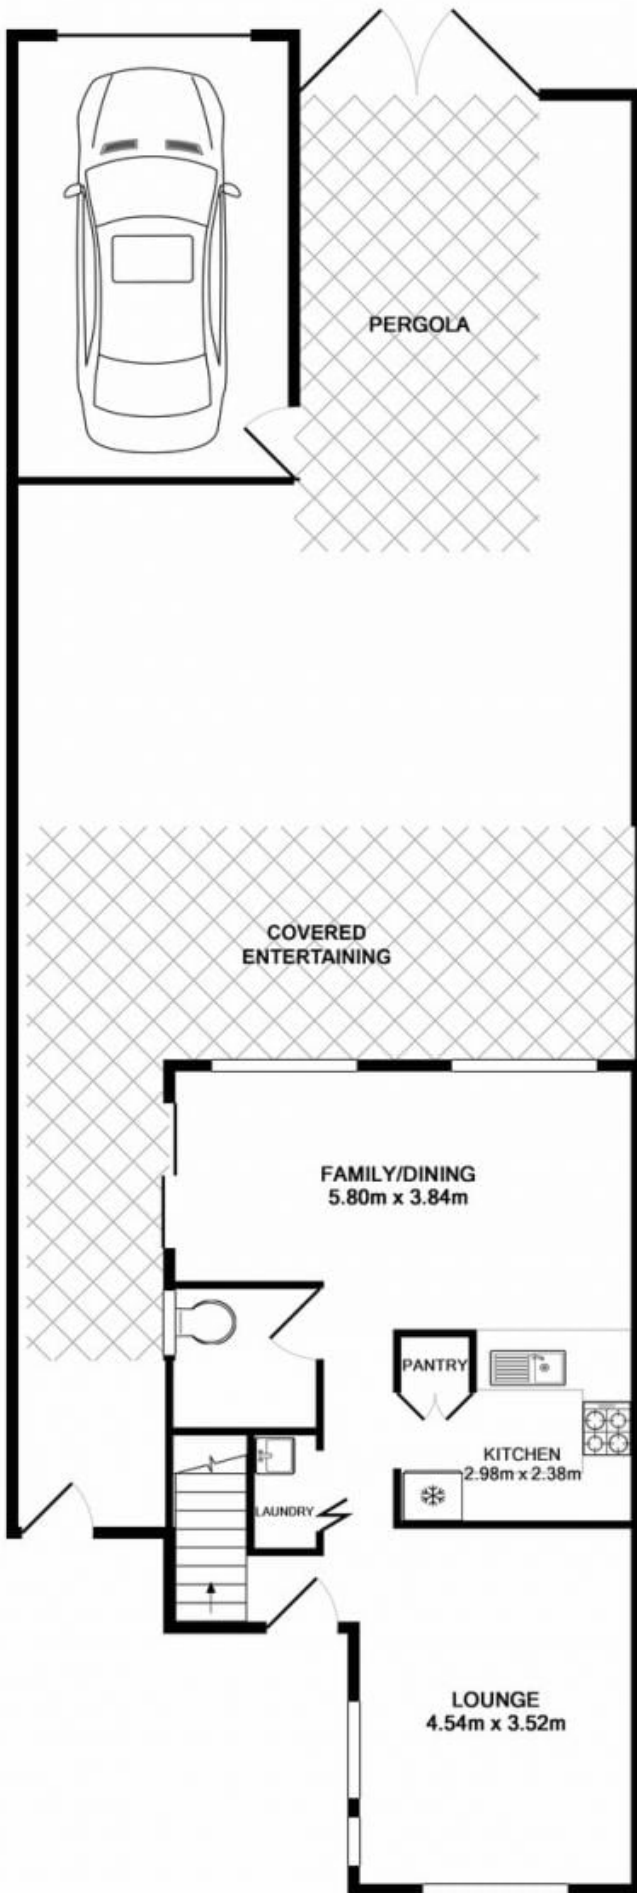 PERGOLA
COVERED
ENTERTAINING
FAMILY/DINING
5.80m x 3.84m
PANTRY
KITCHEN
2.98m x 2.38m
LAUNDRY
LOUNGE
4.54m x 3.52m